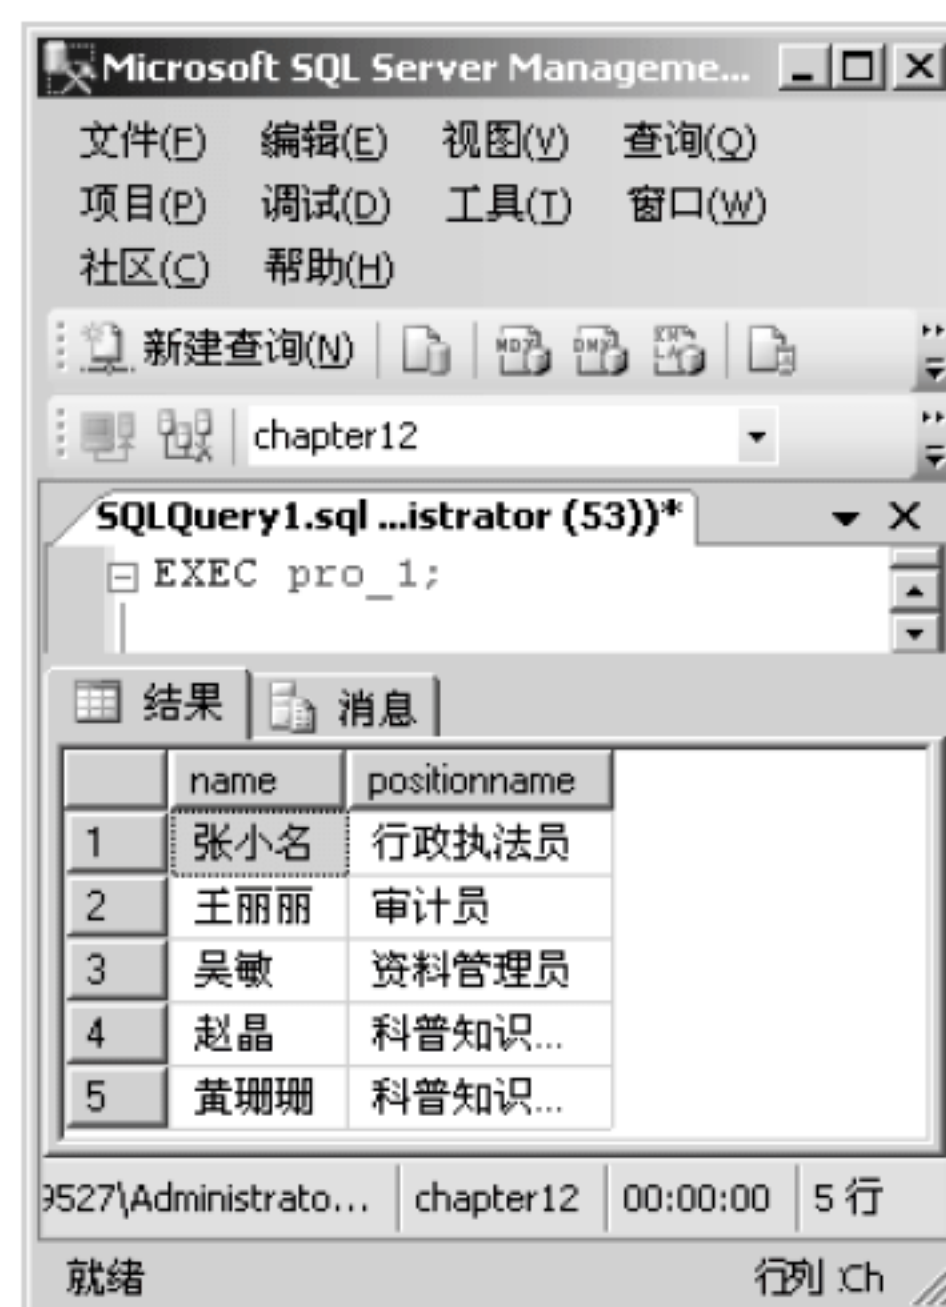 Microsoft SQL Server Manageme...
文件(F) 编辑(E) 视图(V) 查询(Q)
项目(P) 调试(D) 工具(T) 窗口(W)
社区(C) 帮助(H)
新建查询(N)
chapter12
SQLQuery1.sql ...istrator (53))*
EXEC pro_1;
结果 消息
name positionname
1 张小名 行政执法员
2 王丽丽 审计员
3 吴敏 资料管理员
4 赵晶 科普知识...
5 黄珊珊 科普知识...
9527\Administrato... chapter12 00:00:00 5 行
就绪 行列 :Ch